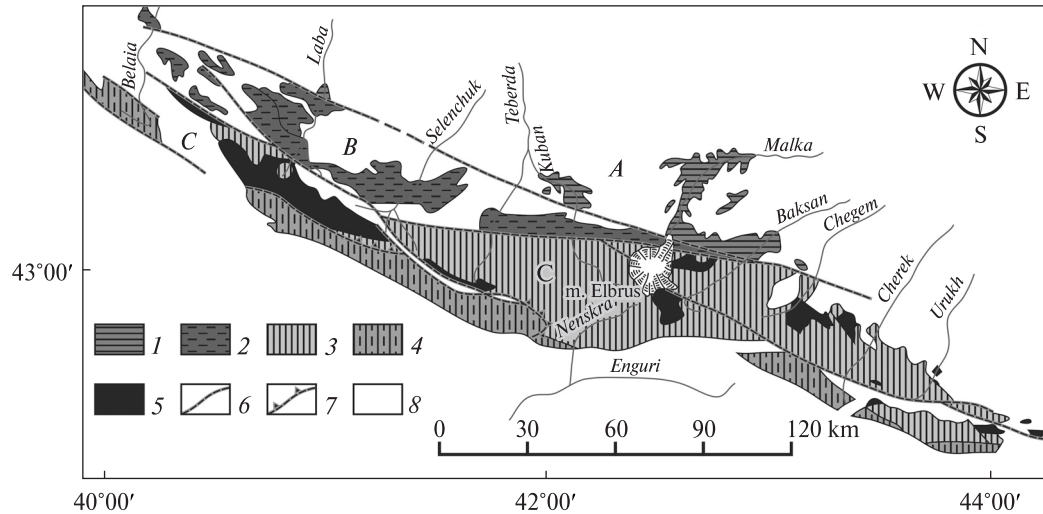 Belaia
Laba
Selenchuk
Teberda
Kuban
Malka
Baksan
Chegem
Cherek
Urukh
N
W E
S
A
B
C
C
m. Elbrus
Nenskra
Enguri
43°00′
1 2 3 4
5 6 7 8
0 30 60 90 120 km
40°00′ 42°00′ 44°00′